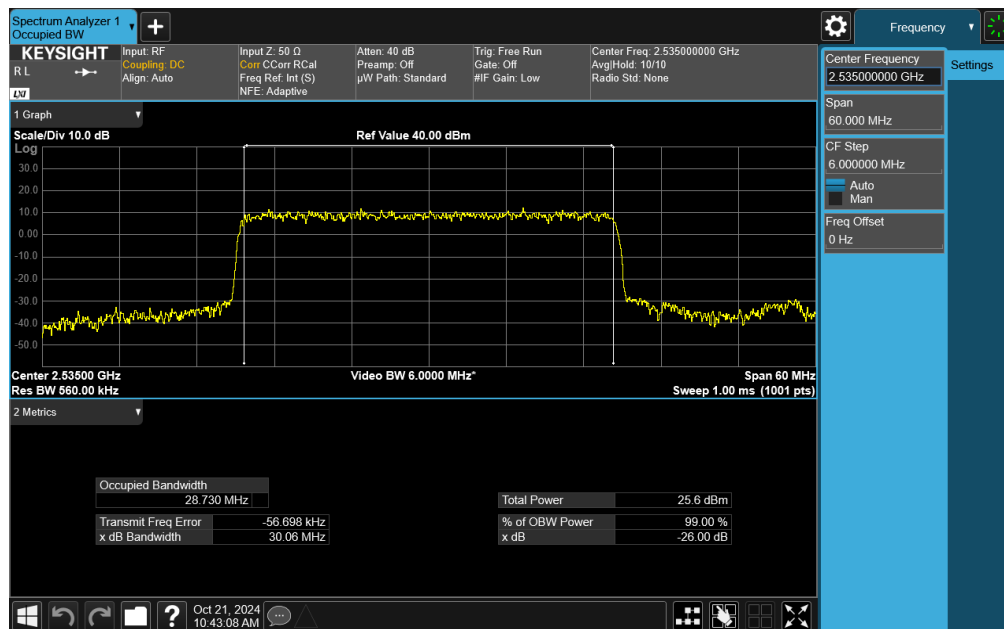 Spectrum Analyzer 1
Occupied BW
Frequency
KEYSIGHT
R L
LXI
Input: RF
Coupling: DC
Align: Auto
Input Z: 50 Ω
Corr CCorr RCal
Freq Ref: Int (S)
NFE: Adaptive
Atten: 40 dB
Preamp: Off
µW Path: Standard
Trig: Free Run
Gate: Off
#IF Gain: Low
Center Freq: 2.535000000 GHz
Avg|Hold: 10/10
Radio Std: None
Center Frequency
2.535000000 GHz
Settings
Span
60.000 MHz
CF Step
6.000000 MHz
Auto
Man
Freq Offset
0 Hz
1 Graph
Scale/Div 10.0 dB
Ref Value 40.00 dBm
Log
30.0
20.0
10.0
0.00
-10.0
-20.0
-30.0
-40.0
-50.0
Center 2.53500 GHz
Video BW 6.0000 MHz*
Span 60 MHz
Res BW 560.00 kHz
Sweep 1.00 ms (1001 pts)
2 Metrics
Occupied Bandwidth
28.730 MHz
Total Power 25.6 dBm
Transmit Freq Error -56.698 kHz
% of OBW Power 99.00 %
x dB Bandwidth 30.06 MHz
x dB -26.00 dB
?
Oct 21, 2024
10:43:08 AM